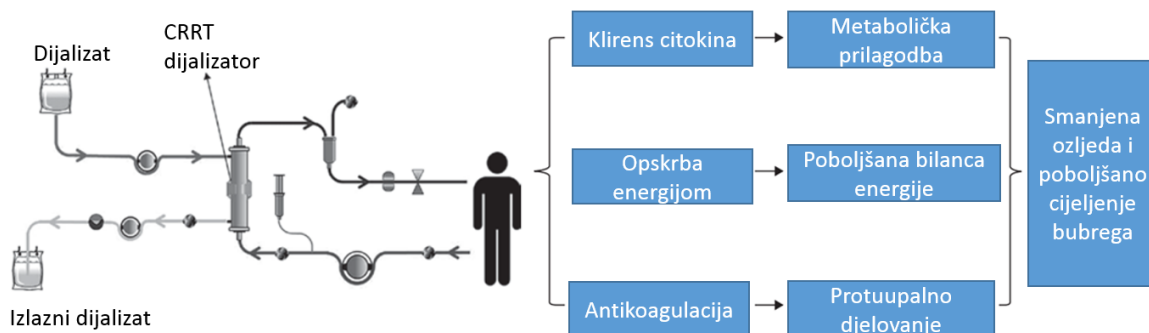 Dijalizat
CRRT
dijalizator
Izlazni dijalizat
Klirens citokina
Metabolička
prilagodba
Opskrba
energijom
Poboljšana bilanca
energije
Antikoagulacija
Protuupalno
djelovanje
Smanjena
ozljeda i
poboljšano
cijeljenje
bubrega